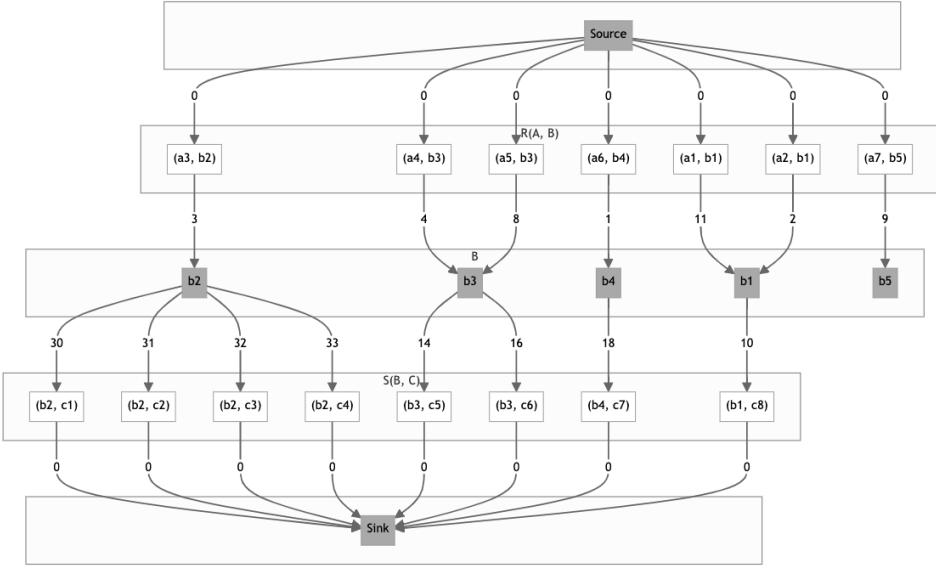 Source
0 0 0 0 0 0 0
R(A, B)
(a3, b2) (a4, b3) (a5, b3) (a6, b4) (a1, b1) (a2, b1) (a7, b5)
3 4 8 1 11 2 9
B
b2 b3 b4 b1 b5
30 31 32 33 14 16 18 10
S(B, C)
(b2, c1) (b2, c2) (b2, c3) (b2, c4) (b3, c5) (b3, c6) (b4, c7) (b1, c8)
0 0 0 0 0 0 0 0
Sink